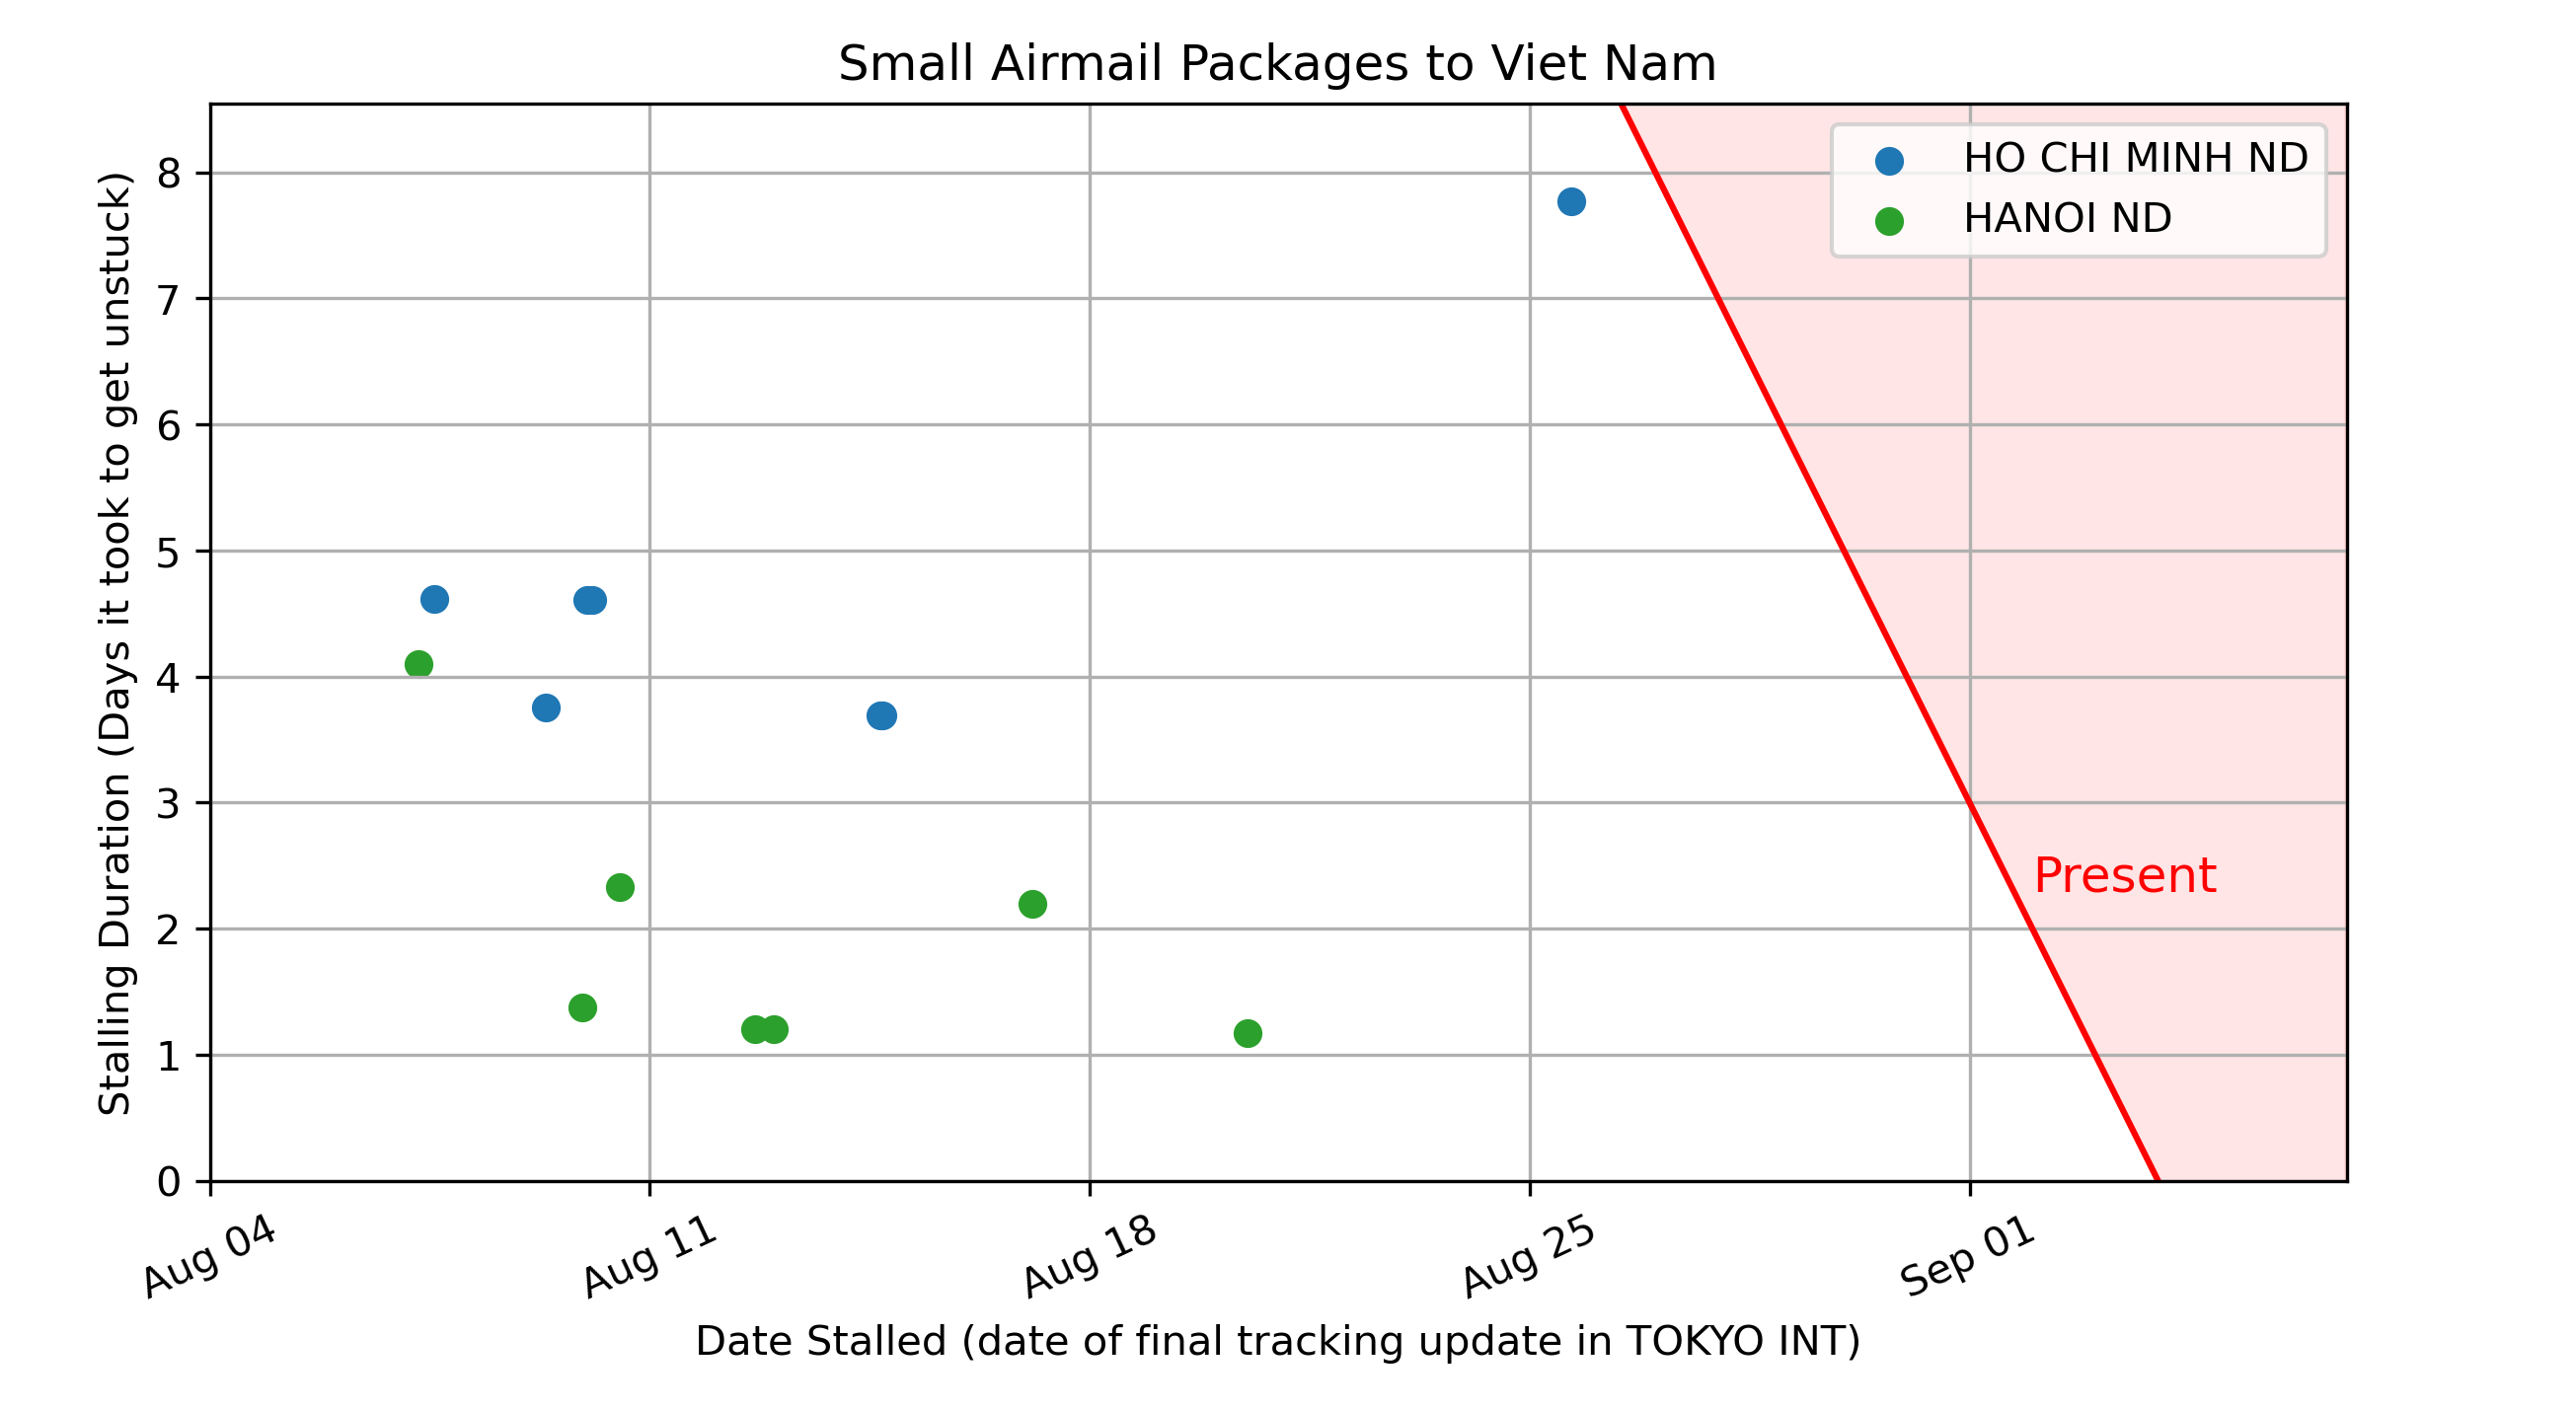 Small Airmail Packages to Viet Nam
Stalling Duration (Days it took to get unstuck)
8
7
6
5
4
3
2
1
0
HO CHI MINH ND
HANOI ND
Present
Aug 04
Aug 11
Aug 18
Aug 25
Sep 01
Date Stalled (date of final tracking update in TOKYO INT)